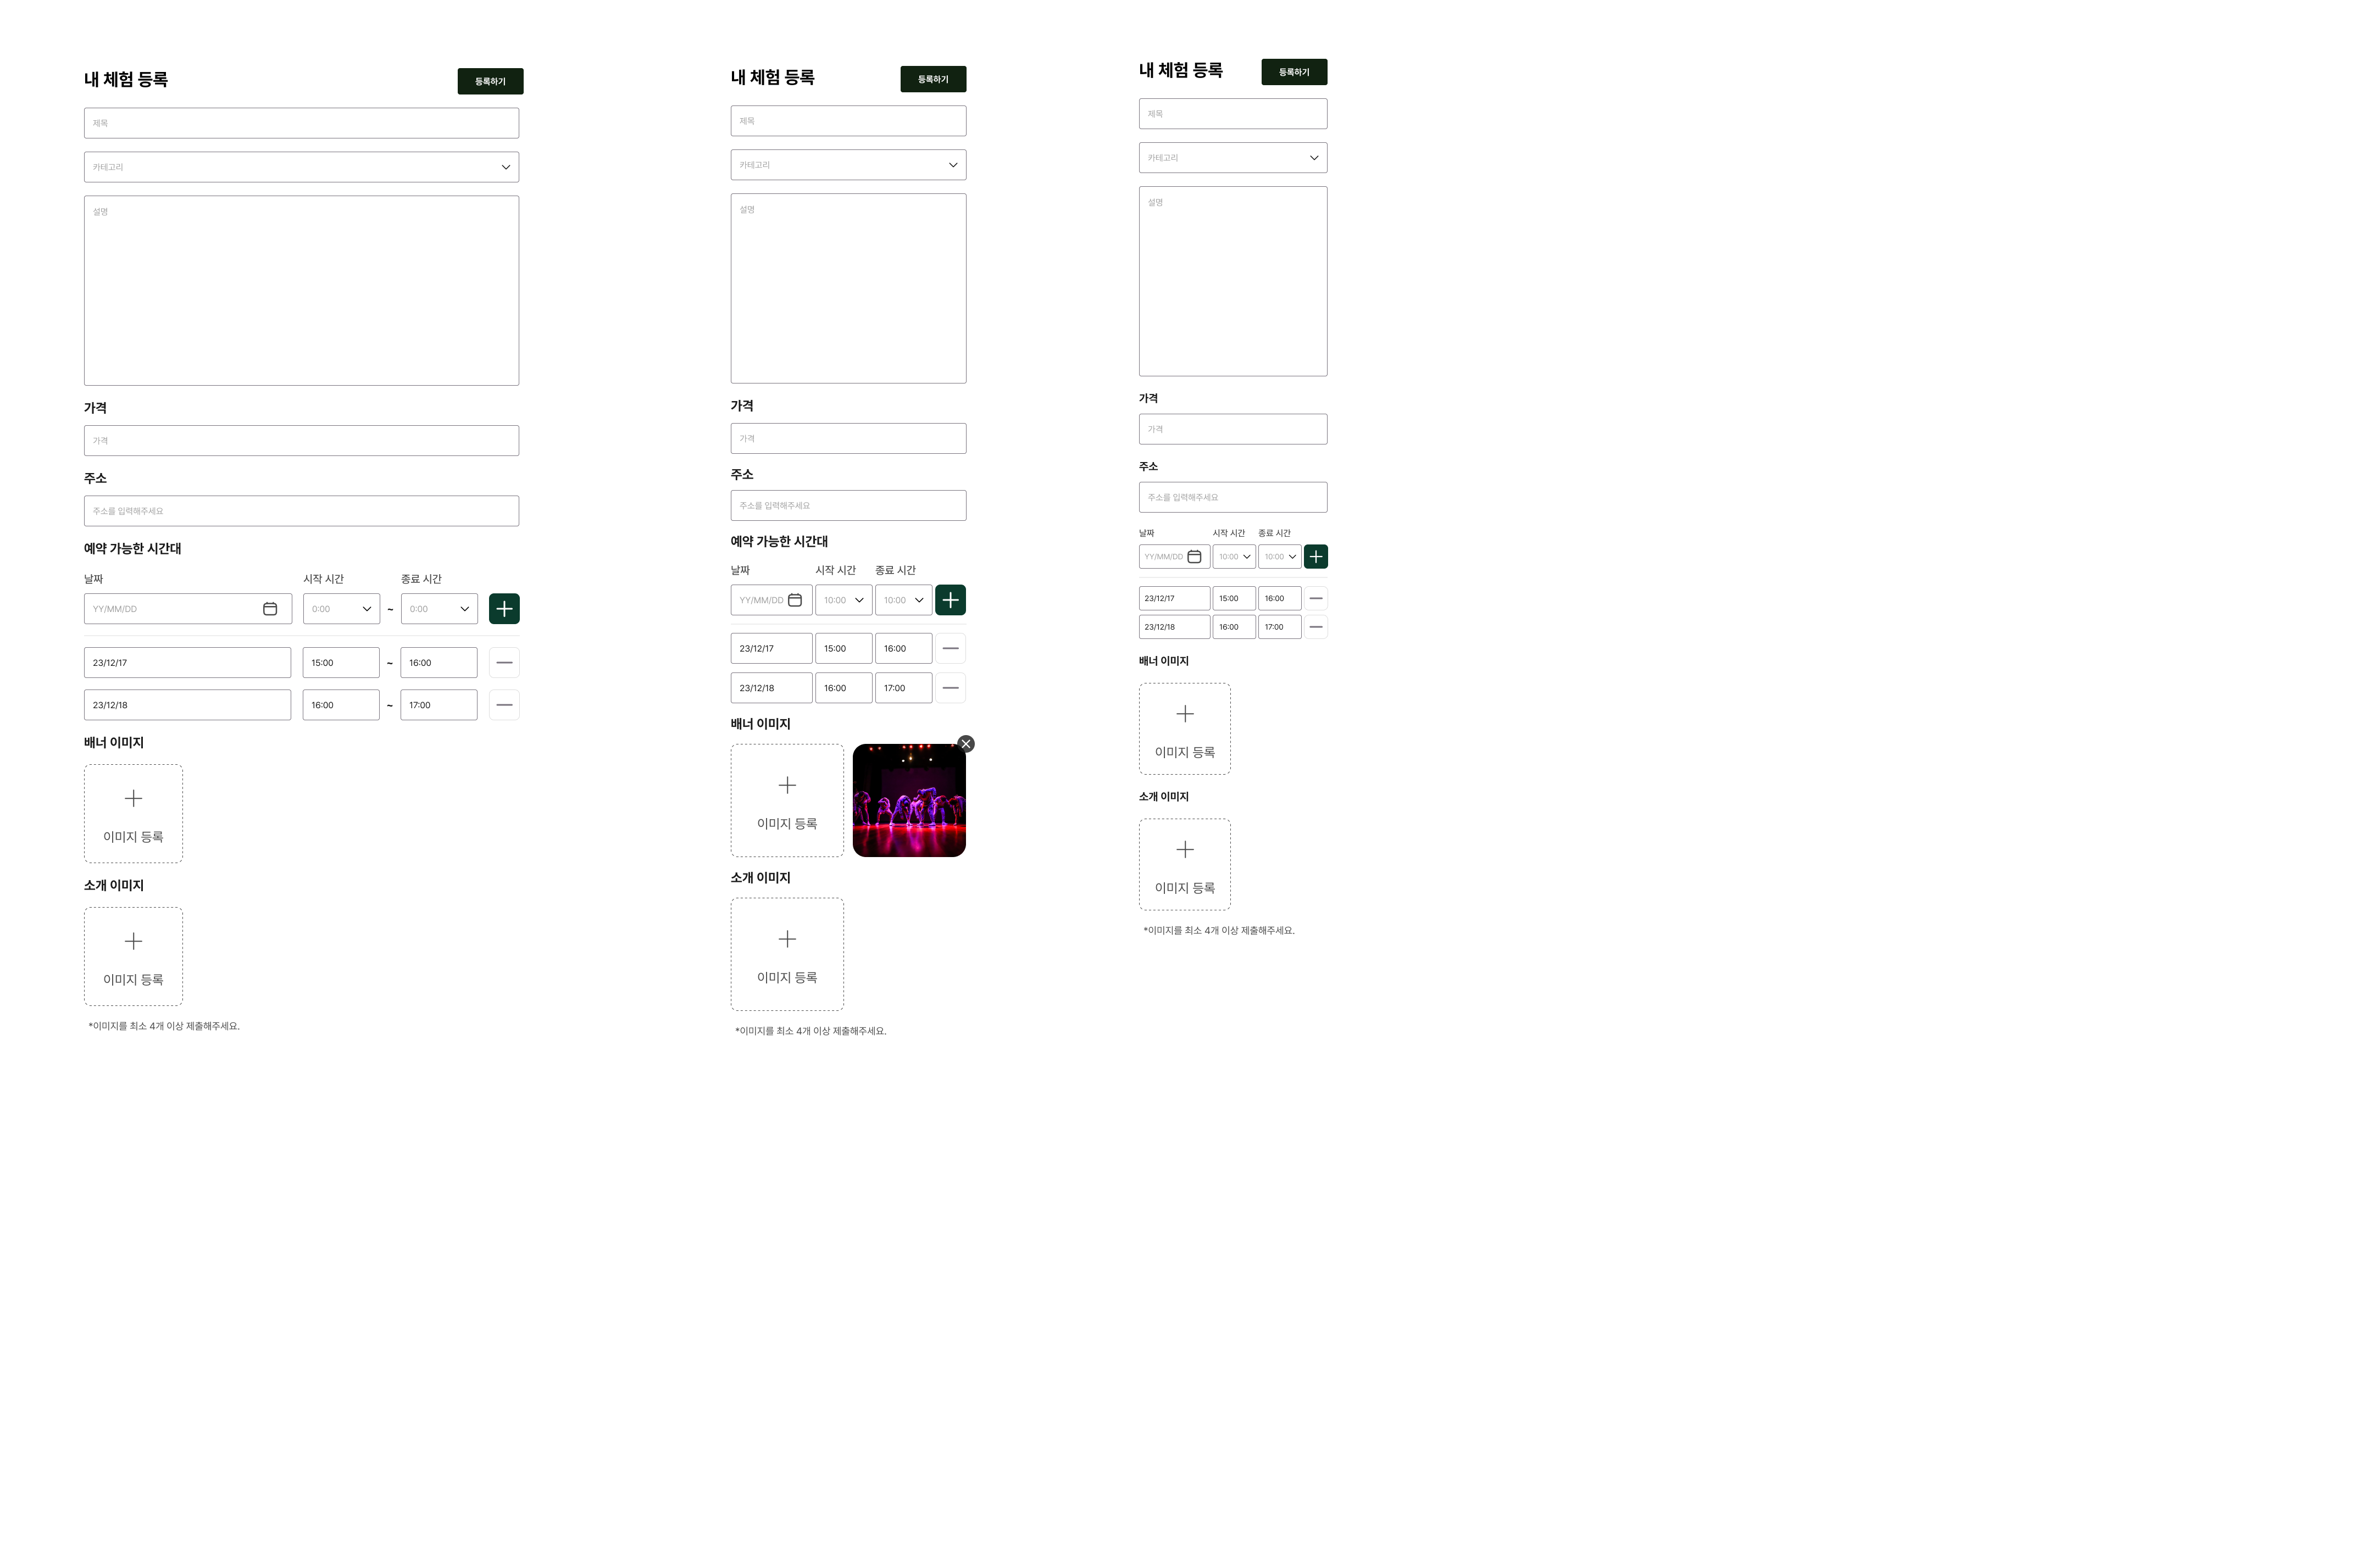 내 체험 등록 등록하기
제목
카테고리
설명
가격
가격
주소
주소를 입력해주세요
예약 가능한 시간대
날짜 시작 시간 종료 시간
YY/MM/DD 0:00 ~ 0:00
23/12/17 15:00 ~ 16:00
23/12/18 16:00 ~ 17:00
배너 이미지
이미지 등록
소개 이미지
이미지 등록
*이미지를 최소 4개 이상 제출해주세요.
내 체험 등록 등록하기
제목
카테고리
설명
가격
가격
주소
주소를 입력해주세요
예약 가능한 시간대
날짜 시작 시간 종료 시간
YY/MM/DD 10:00 10:00
23/12/17 15:00 16:00
23/12/18 16:00 17:00
배너 이미지
이미지 등록
소개 이미지
이미지 등록
*이미지를 최소 4개 이상 제출해주세요.
내 체험 등록 등록하기
제목
카테고리
설명
가격
가격
주소
주소를 입력해주세요
날짜 시작 시간 종료 시간
YY/MM/DD 10:00 10:00
23/12/17 15:00 16:00
23/12/18 16:00 17:00
배너 이미지
이미지 등록
소개 이미지
이미지 등록
*이미지를 최소 4개 이상 제출해주세요.